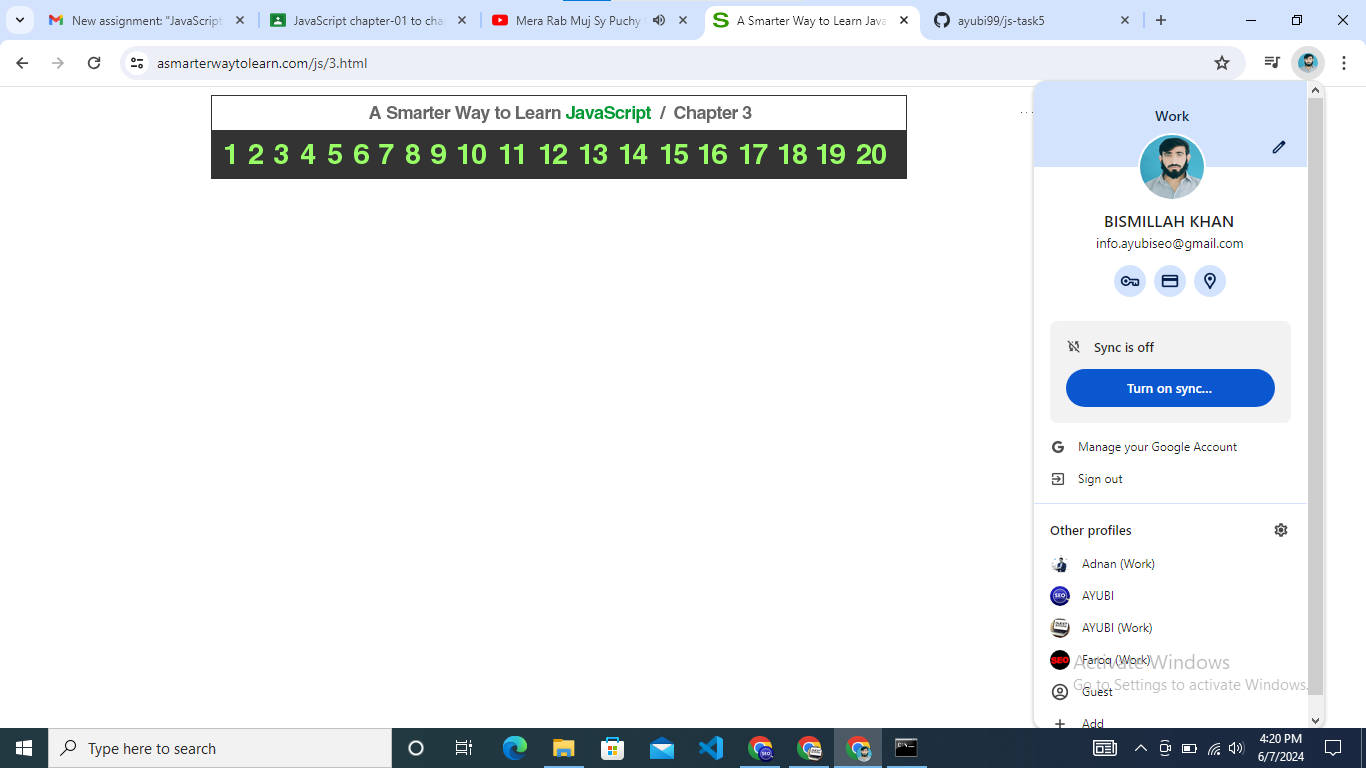 New assignment: "JavaScript
JavaScript chapter-01 to cha
Mera Rab Muj Sy Puchy
A Smarter Way to Learn Java
ayubi99/js-task5
asmarterwaytolearn.com/js/3.html
A Smarter Way to Learn JavaScript / Chapter 3
1 2 3 4 5 6 7 8 9 10 11 12 13 14 15 16 17 18 19 20
Work
BISMILLAH KHAN
info.ayubiseo@gmail.com
Sync is off
Turn on sync...
Manage your Google Account
Sign out
Other profiles
Adnan (Work)
AYUBI
AYUBI (Work)
Faroq (Work)
Guest
Add
Activate Windows
Go to Settings to activate Windows.
Type here to search
4:20 PM
6/7/2024